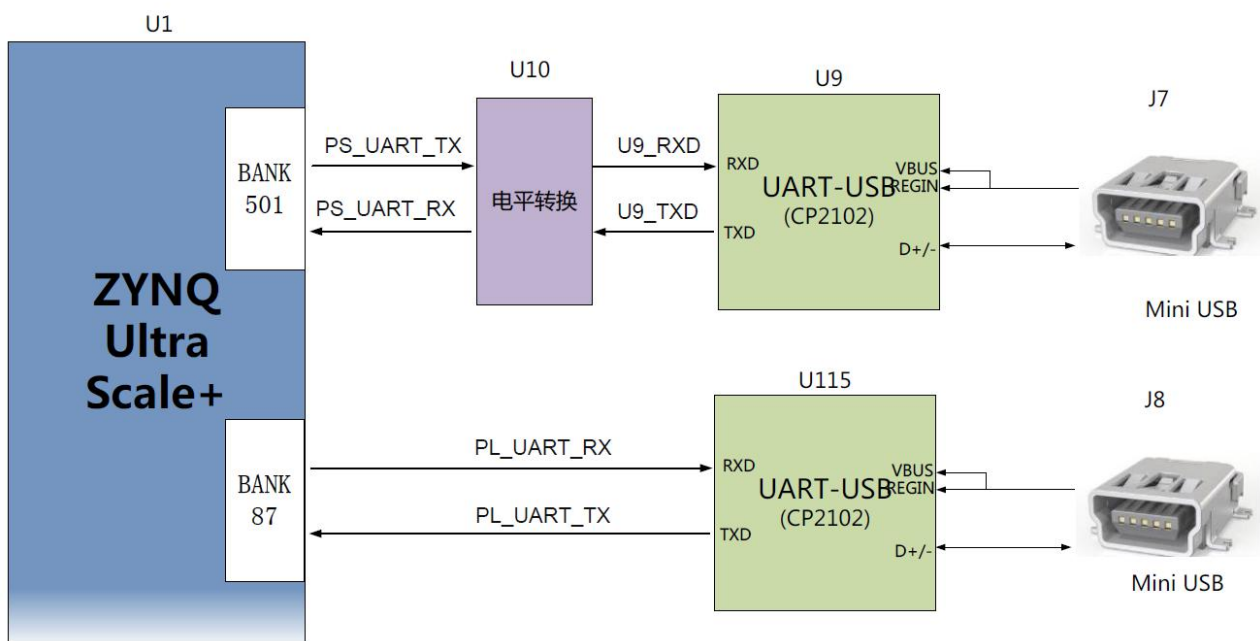 U1
ZYNQ
Ultra
Scale+
BANK
501
BANK
87
PS_UART_TX
PS_UART_RX
U10
电平转换
U9_RXD
U9_TXD
U9
RXD
TXD
UART-USB
(CP2102)
VBUS
REGIN
D+/-
J7
Mini USB
PL_UART_RX
PL_UART_TX
U115
RXD
TXD
UART-USB
(CP2102)
VBUS
REGIN
D+/-
J8
Mini USB